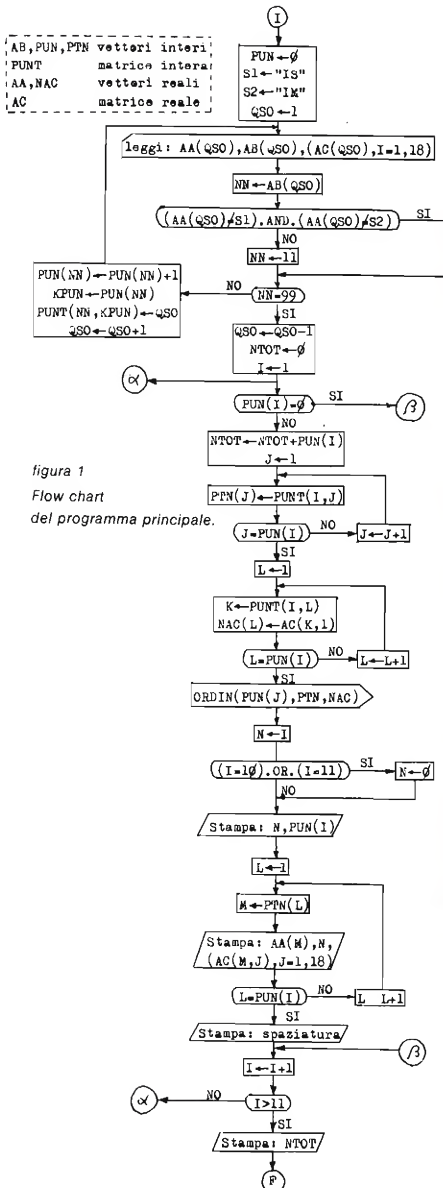 I
AB,PUN,PTN vettori interi
PUNT matrice intera
AA,NAC vettori reali
AC matrice reale
PUN←Ø
S1←"IS"
S2←"IM"
QSO←1
leggi: AA(QSO),AB(QSO),(AC(QSO),I=1,18)
NN←AB(QSO)
(AA(QSO)≠S1).AND.(AA(QSO)≠S2)
SI
NO
NN←11
PUN(NN)←PUN(NN)+1
KPUN←PUN(NN)
PUNT(NN,KPUN)←QSO
QSO←QSO+1
NO
NN=99
SI
QSO←QSO-1
NTOT←Ø
I←1
α
PUN(I)=Ø
SI
β
NO
NTOT←NTOT+PUN(I)
J←1
figura 1
Flow chart
del programma principale.
PTN(J)←PUNT(I,J)
J=PUN(I)
NO
J←J+1
SI
L←1
K←PUNT(I,L)
NAC(L)←AC(K,1)
L=PUN(I)
NO
L←L+1
SI
ORDIN(PUN(J),PTN,NAC)
N←I
(I=1Ø).OR.(I=11)
SI
N←Ø
NO
Stampa: N,PUN(I)
L←1
M←PTN(L)
Stampa: AA(M),N,
(AC(M,J),J=1,18)
L=PUN(I)
NO
L L+1
SI
Stampa: spaziatura
β
I←I+1
α
NO
I>11
SI
Stampa: NTOT
F